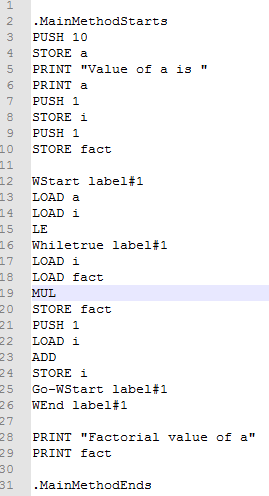 1
2 .MainMethodStarts
3 PUSH 10
4 STORE a
5 PRINT "Value of a is "
6 PRINT a
7 PUSH 1
8 STORE i
9 PUSH 1
10 STORE fact
11
12 WStart label#1
13 LOAD a
14 LOAD i
15 LE
16 Whiletrue label#1
17 LOAD i
18 LOAD fact
19 MUL
20 STORE fact
21 PUSH 1
22 LOAD i
23 ADD
24 STORE i
25 Go-WStart label#1
26 WEnd label#1
27
28 PRINT "Factorial value of a"
29 PRINT fact
30
31 .MainMethodEnds